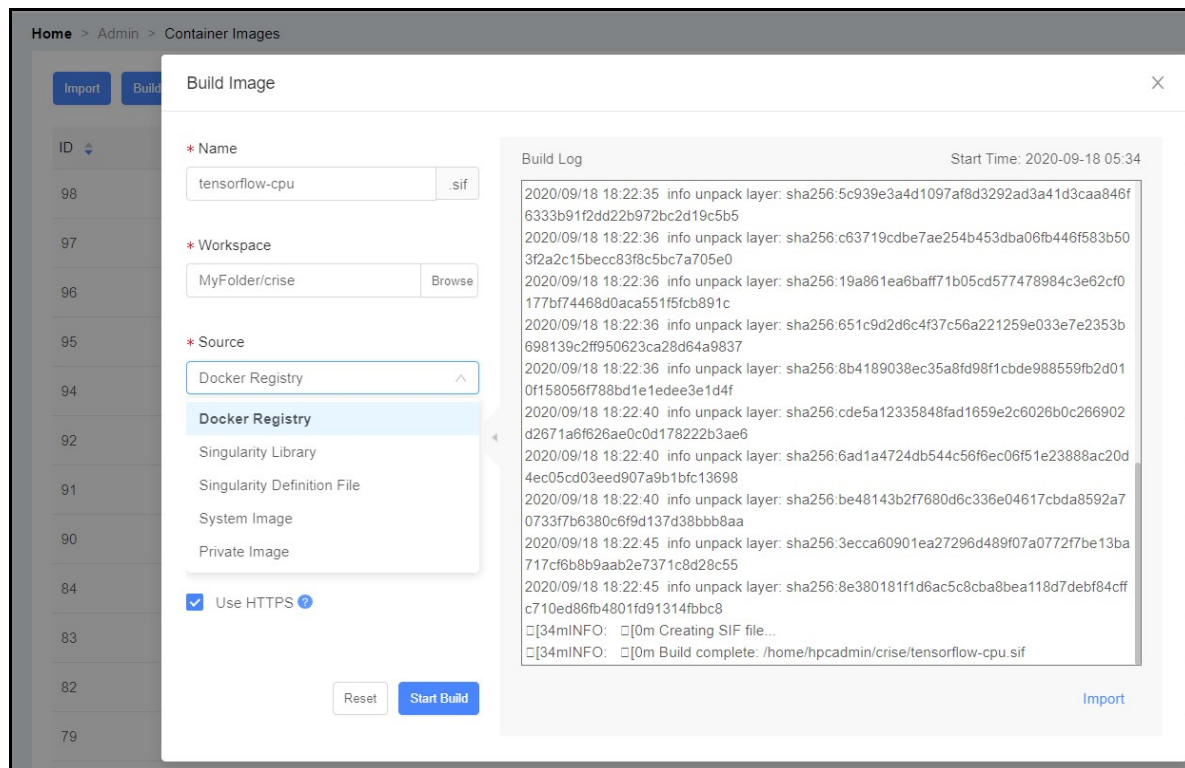 Home > Admin > Container Images
Import
Build
ID
98
97
96
95
94
92
91
90
84
83
82
79
Build Image
* Name
tensorflow-cpu
.sif
* Workspace
MyFolder/crise
Browse
* Source
Docker Registry
Docker Registry
Singularity Library
Singularity Definition File
System Image
Private Image
Use HTTPS
Reset
Start Build
Build Log
Start Time: 2020-09-18 05:34
2020/09/18 18:22:35 info unpack layer: sha256:5c939e3a4d1097af8d3292ad3a41d3caa846f
6333b91f2dd22b972bc2d19c5b5
2020/09/18 18:22:36 info unpack layer: sha256:c63719cdbe7ae254b453dba06fb446f583b50
3f2a2c15becc83f8c5bc7a705e0
2020/09/18 18:22:36 info unpack layer: sha256:19a861ea6baff71b05cd577478984c3e62cf0
177bf74468d0aca551f5fcb891c
2020/09/18 18:22:36 info unpack layer: sha256:651c9d2d6c4f37c56a221259e033e7e2353b
698139c2ff950623ca28d64a9837
2020/09/18 18:22:36 info unpack layer: sha256:8b4189038ec35a8fd98f1cbde988559fb2d01
0f158056f788bd1e1edee3e1d4f
2020/09/18 18:22:40 info unpack layer: sha256:cde5a12335848fad1659e2c6026b0c266902
d2671a6f626ae0c0d178222b3ae6
2020/09/18 18:22:40 info unpack layer: sha256:6ad1a4724db544c56f6ec06f51e23888ac20d
4ec05cd03eed907a9b1bfc13698
2020/09/18 18:22:40 info unpack layer: sha256:be48143b2f7680d6c336e04617cbda8592a7
0733f7b6380c6f9d137d38bbb8aa
2020/09/18 18:22:45 info unpack layer: sha256:3ecca60901ea27296d489f07a0772f7be13ba
717cf6b8b9aab2e7371c8d28c55
2020/09/18 18:22:45 info unpack layer: sha256:8e380181f1d6ac5c8cba8bea118d7debf84cff
c710ed86fb4801fd91314fbbc8
□[34mINFO: □[0m Creating SIF file...
□[34mINFO: □[0m Build complete: /home/hpcadmin/crise/tensorflow-cpu.sif
Import